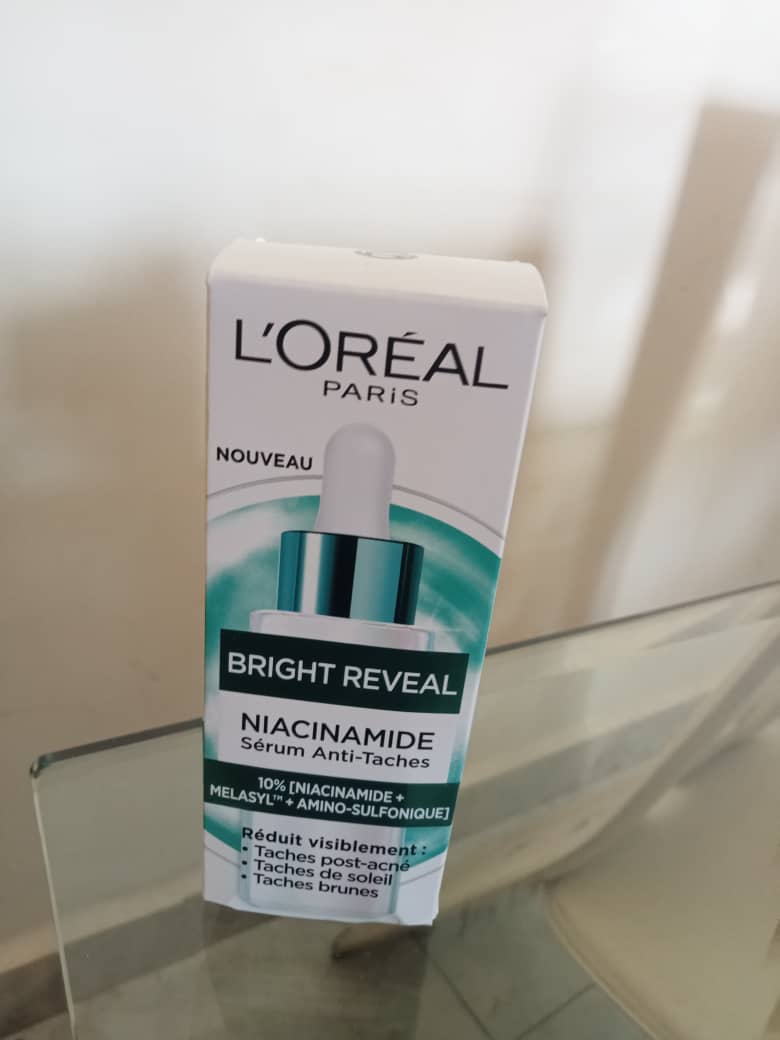 L'ORÉAL
PARiS
NOUVEAU
BRIGHT REVEAL
NIACINAMIDE
Sérum Anti-Taches
10% [NIACINAMIDE +
MELASYL™ + AMINO-SULFONIQUE]
Réduit visiblement :
• Taches post-acné
• Taches de soleil
• Taches brunes